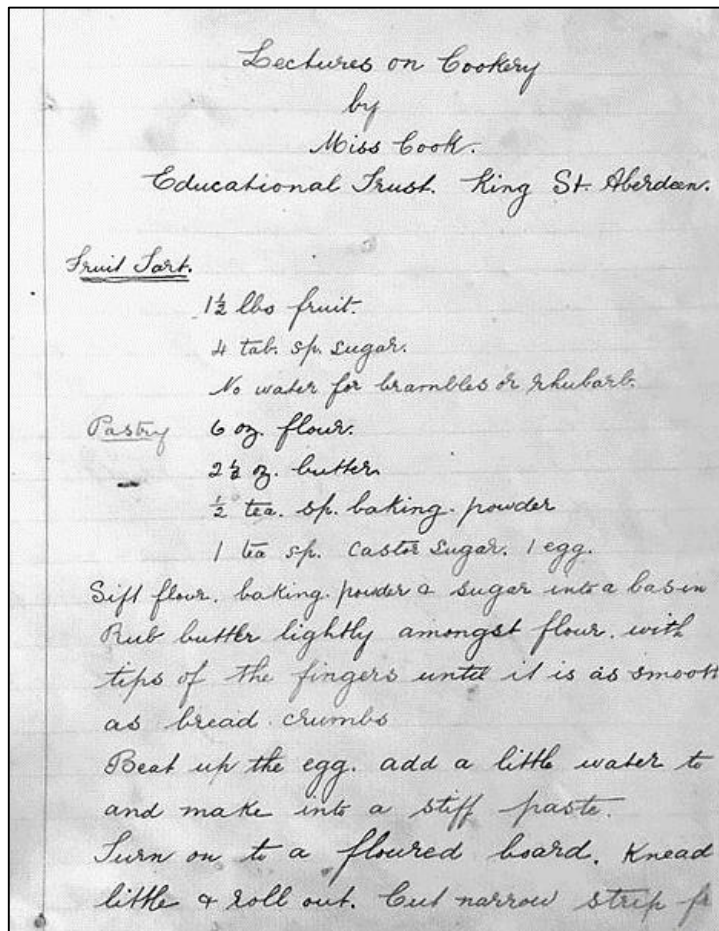 Lectures on Cookery
by
Miss Cook.
Educational Trust. King St. Aberdeen.
Fruit Tart.
1½ lbs fruit.
4 tab. sp. sugar.
No water for brambles or rhubarb.
Pastry 6 oz. flour.
2½ oz. butter
½ tea. sp. baking. powder
1 tea sp. Castor Sugar. 1 egg.
Sift flour. baking. powder & sugar into a basin
Rub butter lightly amongst flour. with
tips of the fingers until it is as smooth
as bread crumbs
Beat up the egg. add a little water to
and make into a stiff paste.
Turn on to a floured board. Knead
little & roll out. Cut narrow strip